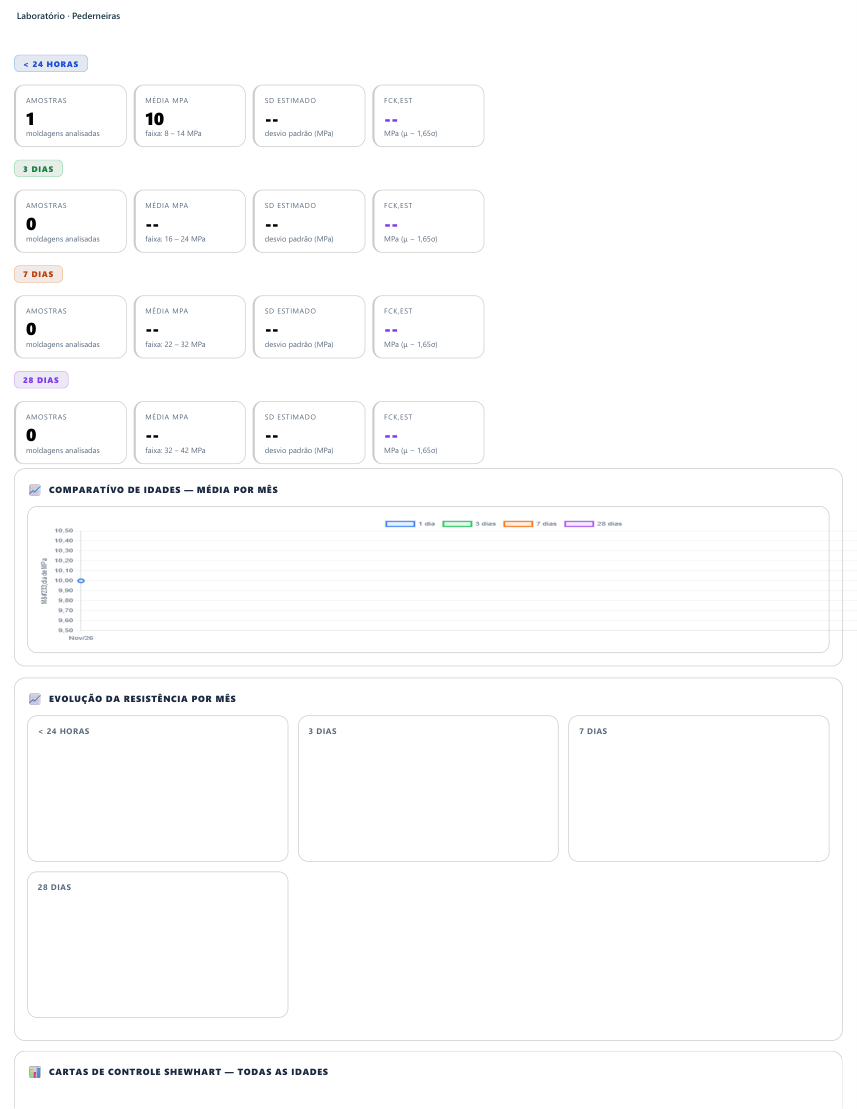 Laboratório · Pederneiras
< 24 HORAS
AMOSTRAS
1
moldagens analisadas
MÉDIA MPA
10
faixa: 8 – 14 MPa
SD ESTIMADO
--
desvio padrão (MPa)
FCK,EST
--
MPa (μ − 1,65σ)
3 DIAS
AMOSTRAS
0
moldagens analisadas
MÉDIA MPA
--
faixa: 16 – 24 MPa
SD ESTIMADO
--
desvio padrão (MPa)
FCK,EST
--
MPa (μ − 1,65σ)
7 DIAS
AMOSTRAS
0
moldagens analisadas
MÉDIA MPA
--
faixa: 22 – 32 MPa
SD ESTIMADO
--
desvio padrão (MPa)
FCK,EST
--
MPa (μ − 1,65σ)
28 DIAS
AMOSTRAS
0
moldagens analisadas
MÉDIA MPA
--
faixa: 32 – 42 MPa
SD ESTIMADO
--
desvio padrão (MPa)
FCK,EST
--
MPa (μ − 1,65σ)
COMPARATÍVO DE IDADES — MÉDIA POR MÊS
1 dia
3 dias
7 dias
28 dias
M&#233;dia de MPa
10,50
10,40
10,30
10,20
10,10
10,00
9,90
9,80
9,70
9,60
9,50
Nov/26
EVOLUÇÃO DA RESISTÊNCIA POR MÊS
< 24 HORAS
3 DIAS
7 DIAS
28 DIAS
CARTAS DE CONTROLE SHEWHART — TODAS AS IDADES